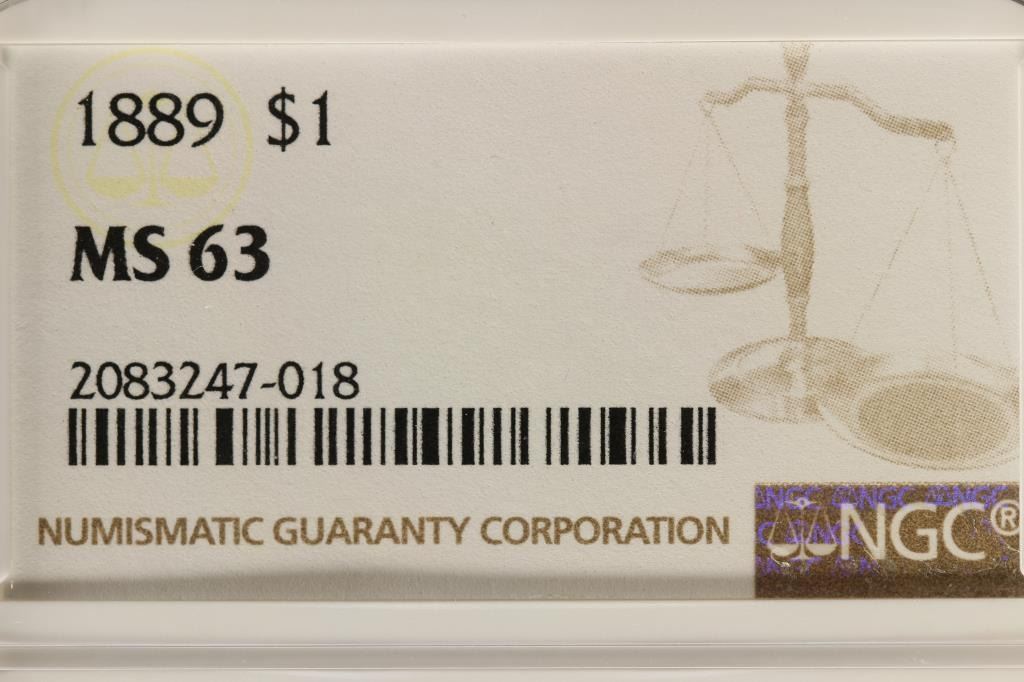 1889 $1
MS 63
2083247-018
NUMISMATIC GUARANTY CORPORATION
NGC®